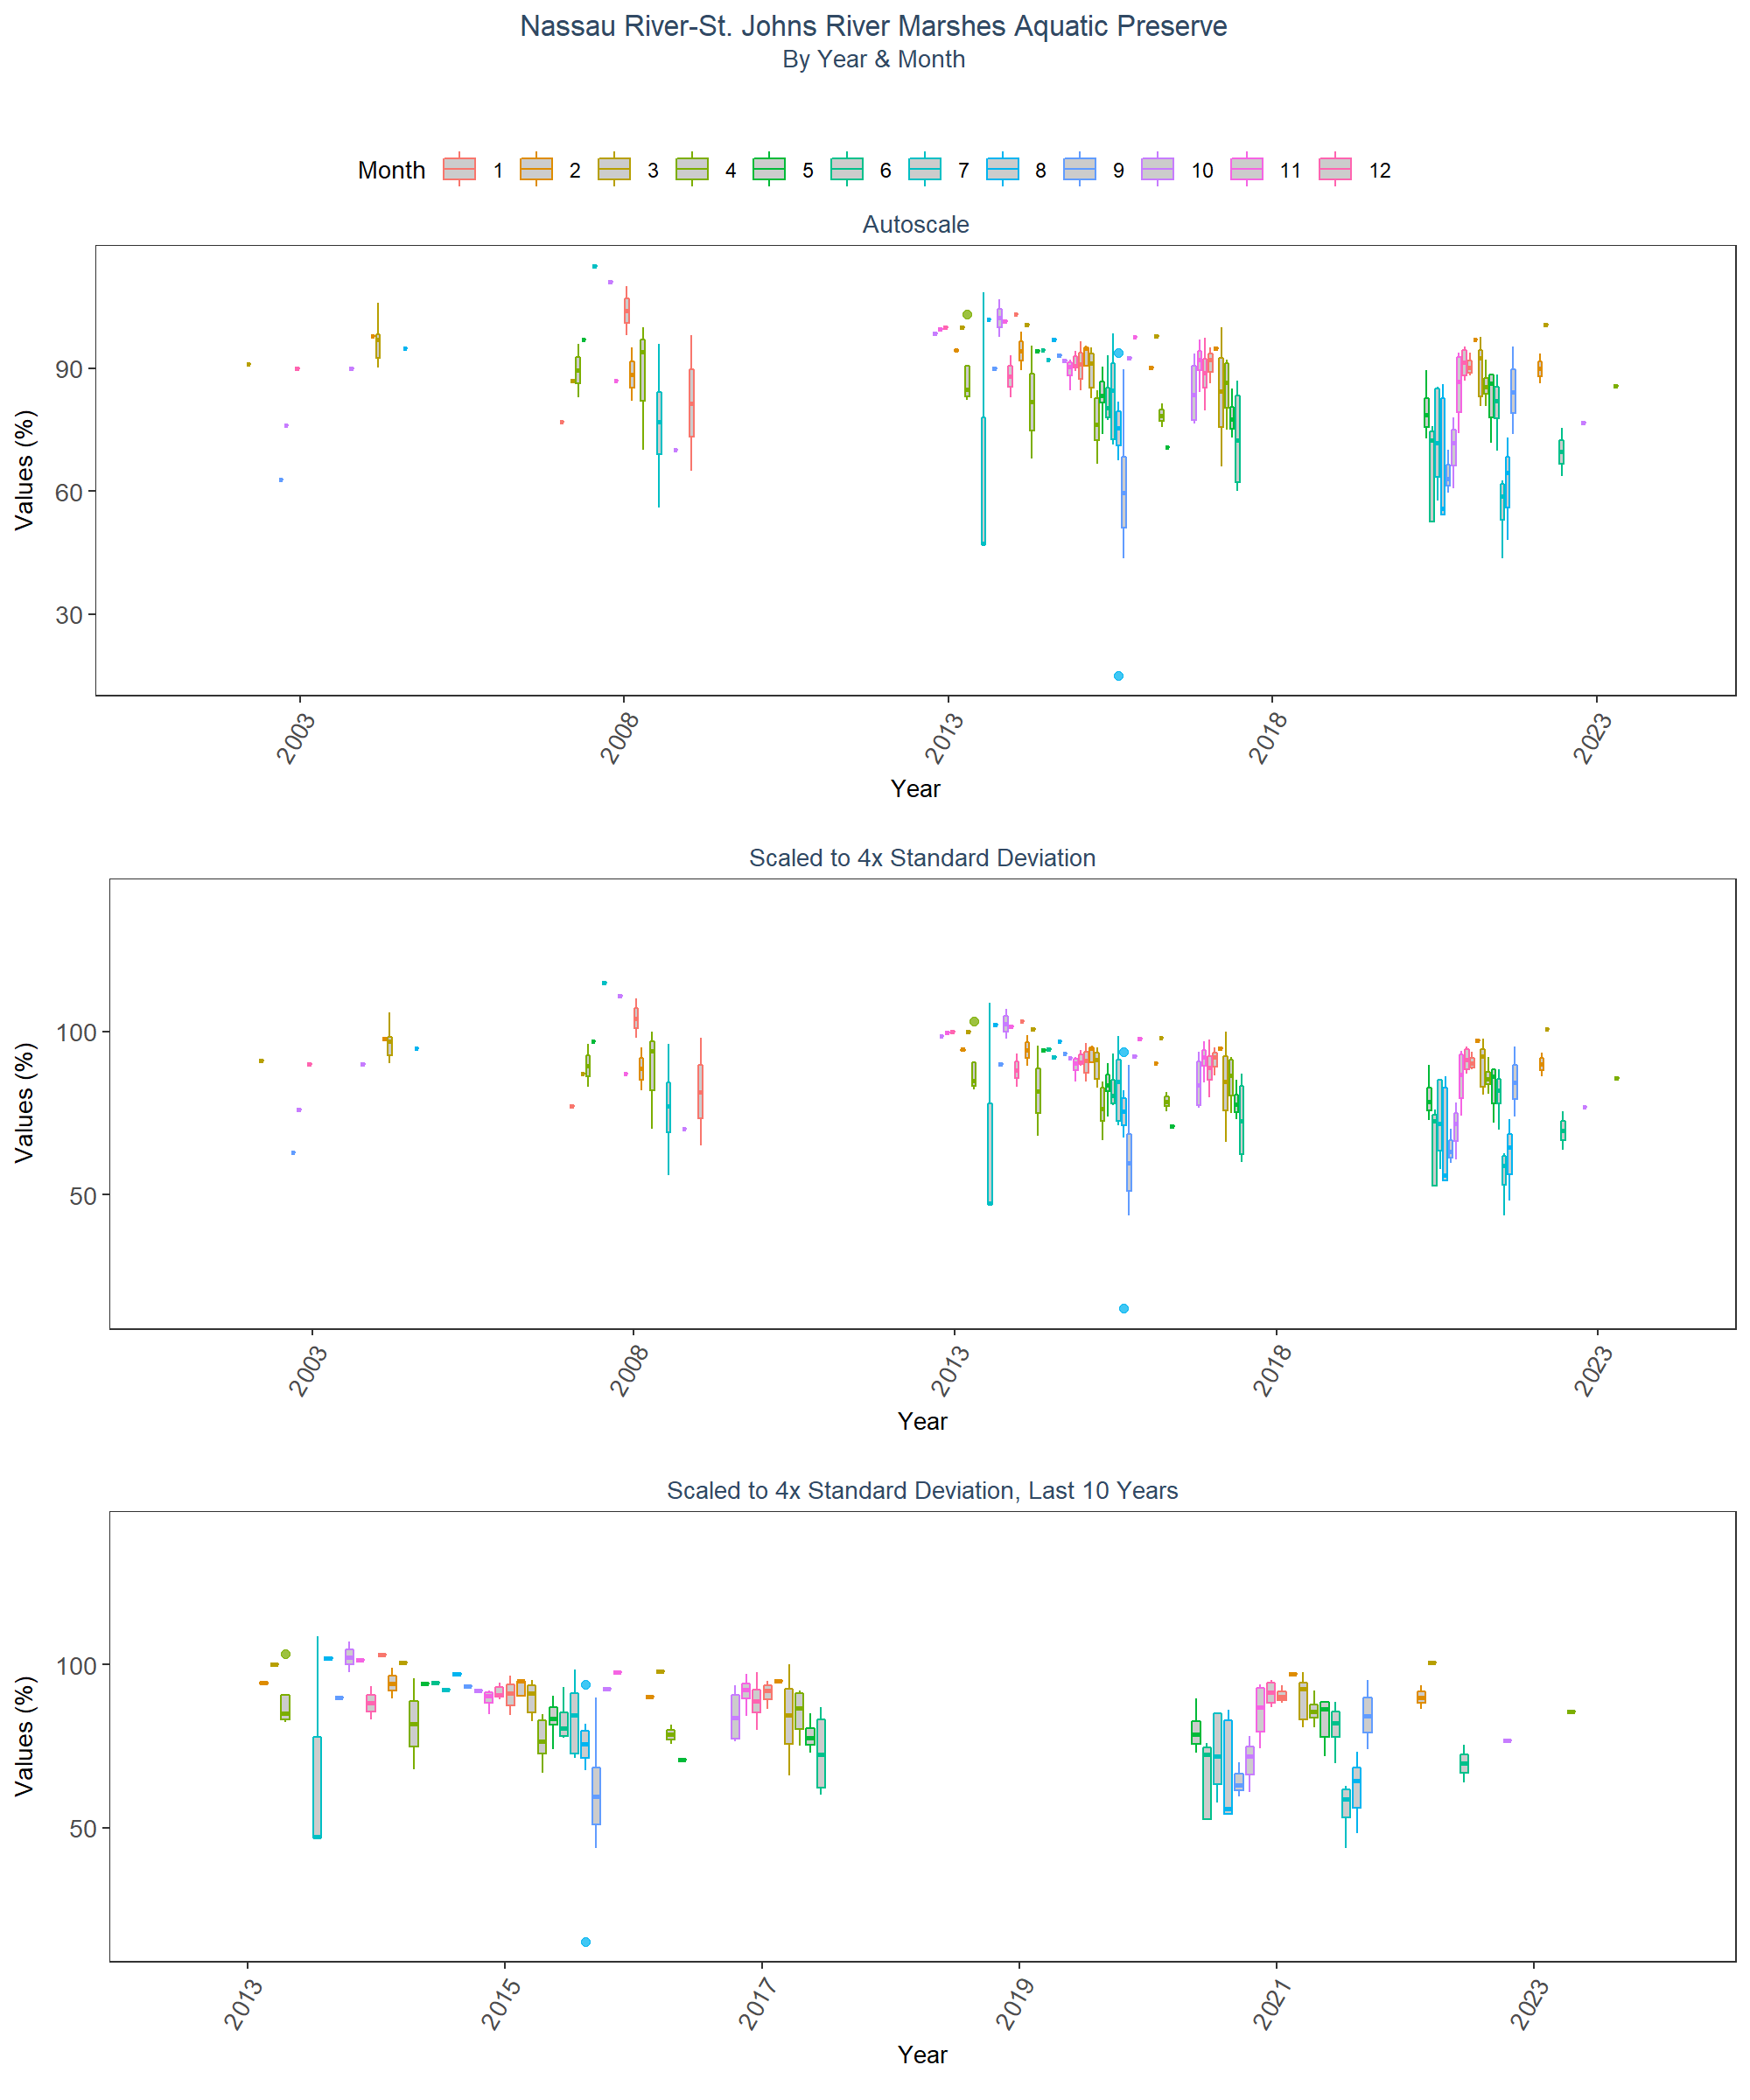 Nassau River-St. Johns River Marshes Aquatic Preserve
By Year & Month
Month 1 2 3 4 5 6 7 8 9 10 11 12
Autoscale
Values (%)
90
60
30
2003 2008 2013 2018 2023
Year
Scaled to 4x Standard Deviation
Values (%)
100
50
2003 2008 2013 2018 2023
Year
Scaled to 4x Standard Deviation, Last 10 Years
Values (%)
100
50
2013 2015 2017 2019 2021 2023
Year